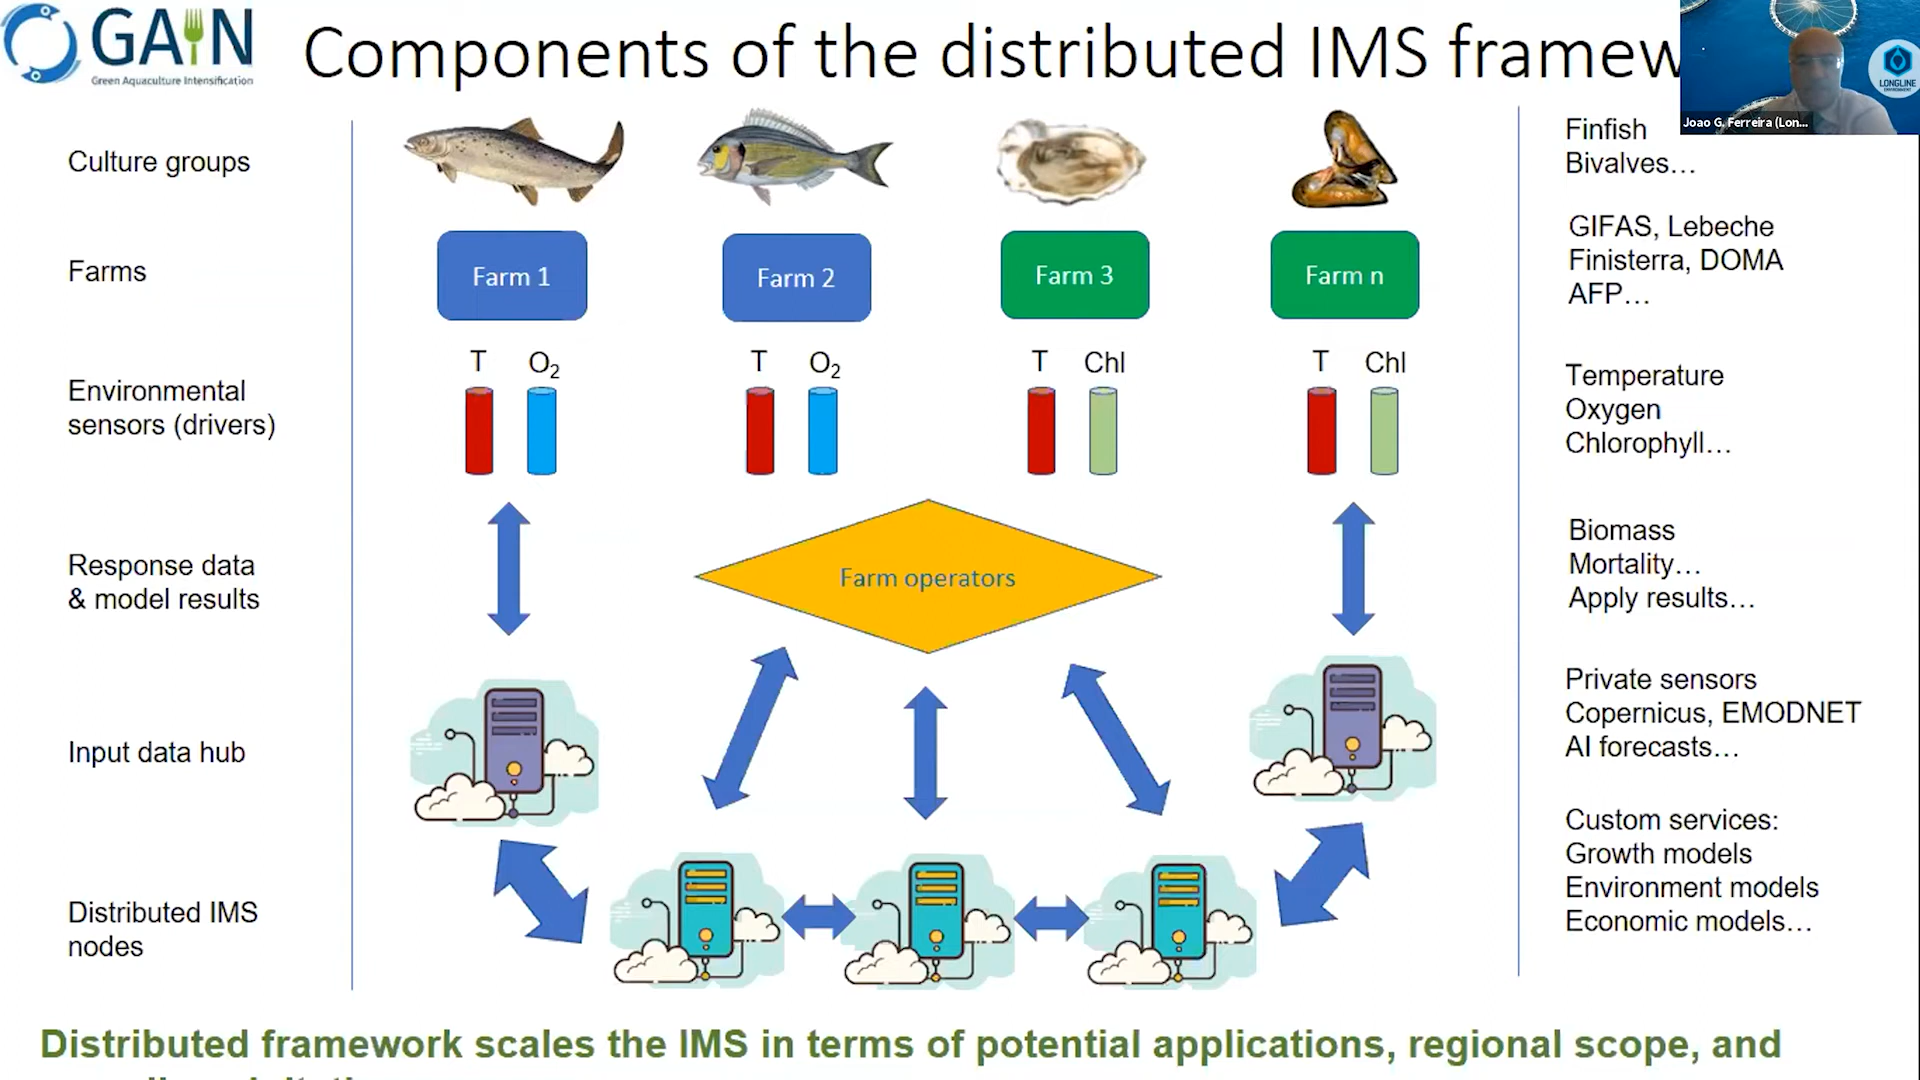 GAIN
Green Aquaculture Intensification
Components of the distributed IMS framew
LONGLINE
ENVIRONMENT
Joao G. Ferreira (Lon...
Culture groups
Finfish
Bivalves…
Farms
Farm 1
Farm 2
Farm 3
Farm n
GIFAS, Lebeche
Finisterra, DOMA
AFP…
Environmental
sensors (drivers)
T O2
T O2
T Chl
T Chl
Temperature
Oxygen
Chlorophyll…
Response data
& model results
Farm operators
Biomass
Mortality…
Apply results…
Input data hub
Private sensors
Copernicus, EMODNET
AI forecasts…
Distributed IMS
nodes
Custom services:
Growth models
Environment models
Economic models…
Distributed framework scales the IMS in terms of potential applications, regional scope, and